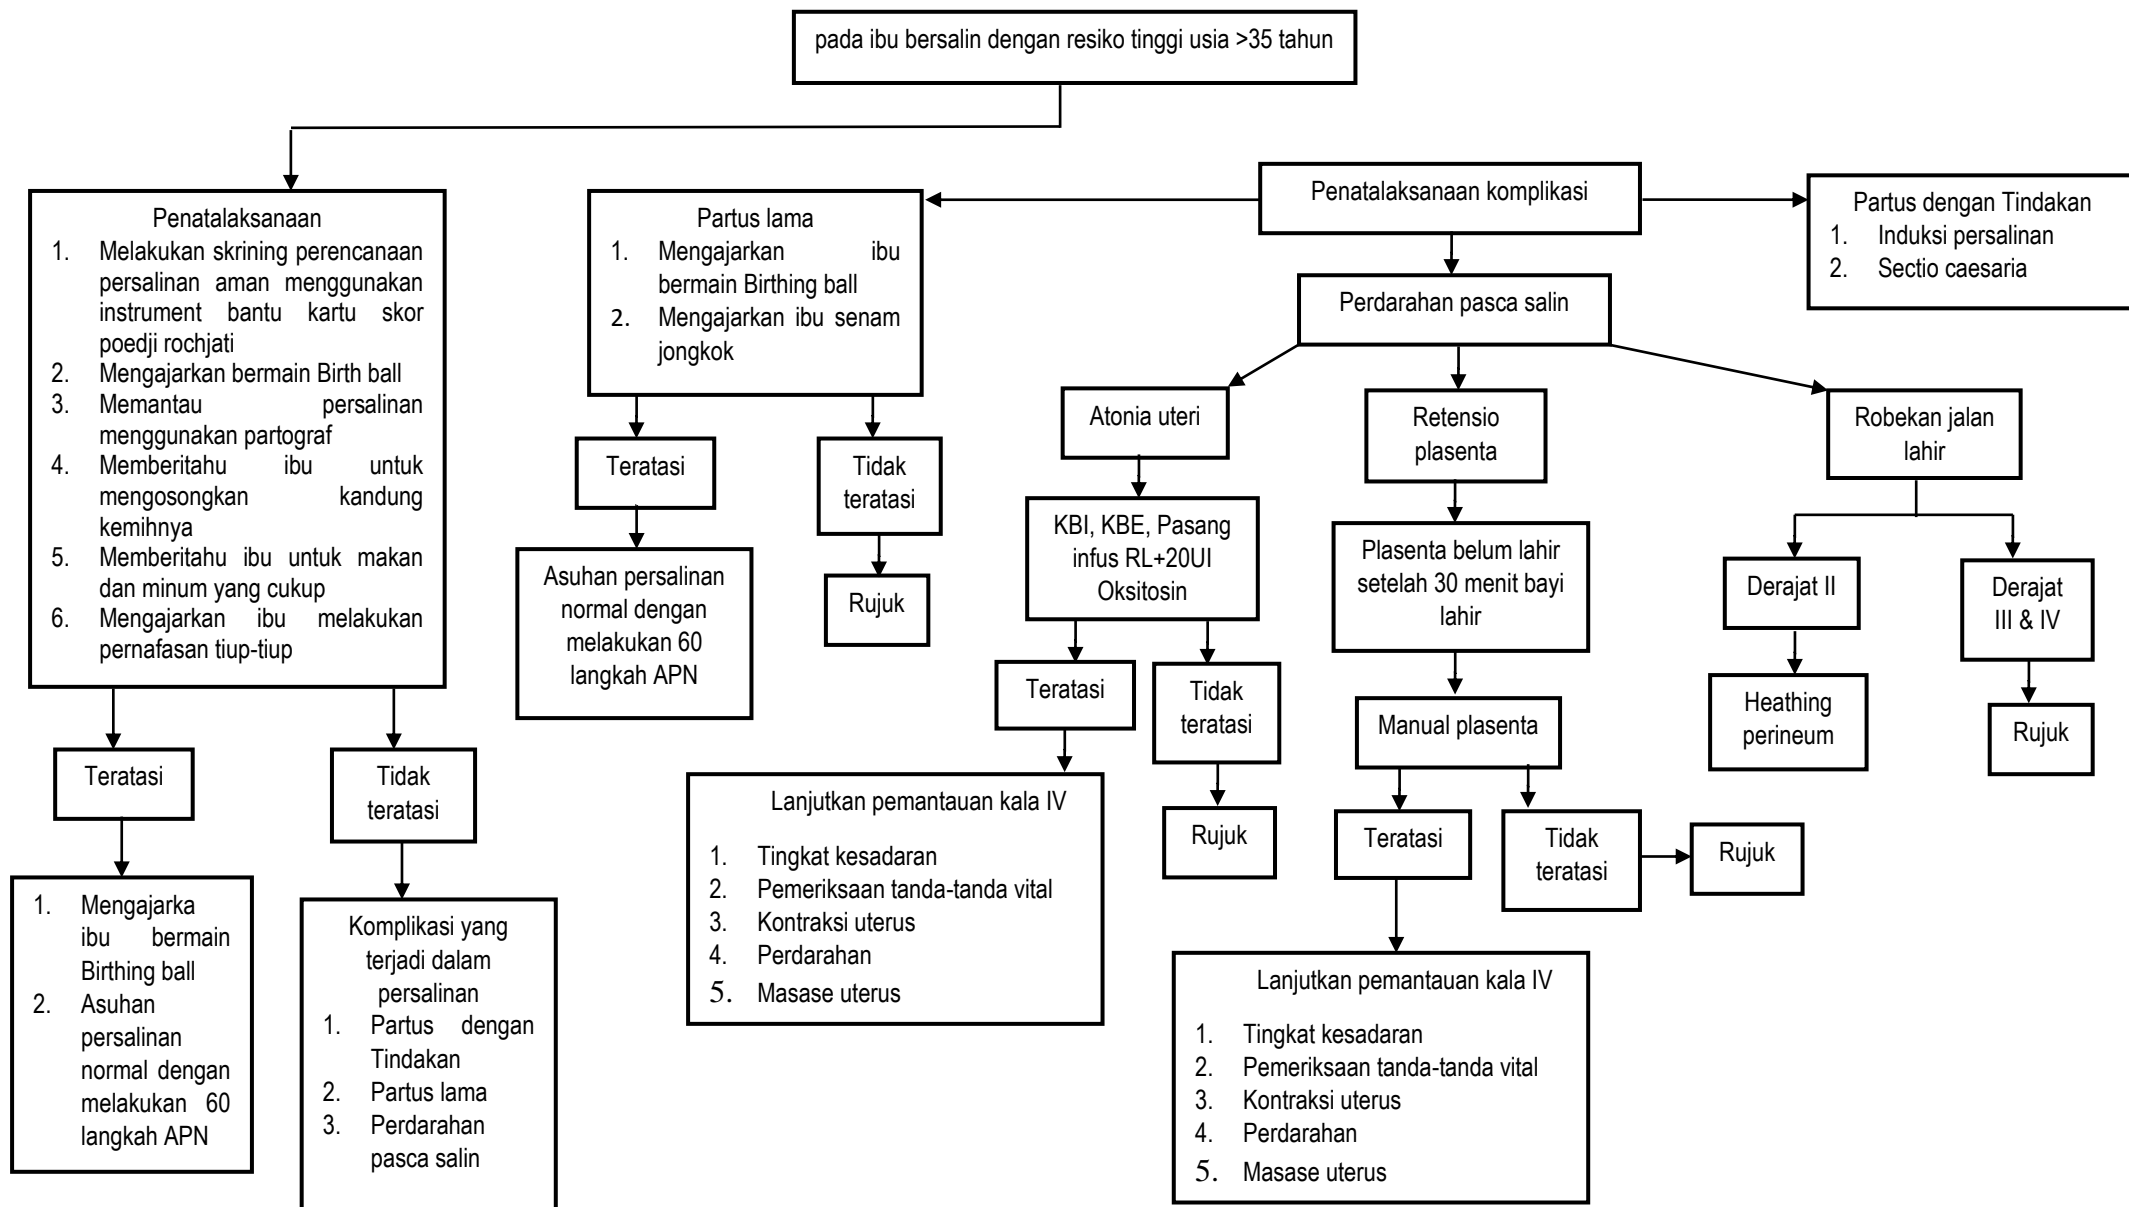 pada ibu bersalin dengan resiko tinggi usia >35 tahun
Penatalaksanaan
1. Melakukan skrining perencanaan
persalinan aman menggunakan
instrument bantu kartu skor
poedji rochjati
2. Mengajarkan bermain Birth ball
3. Memantau persalinan
menggunakan partograf
4. Memberitahu ibu untuk
mengosongkan kandung
kemihnya
5. Memberitahu ibu untuk makan
dan minum yang cukup
6. Mengajarkan ibu melakukan
pernafasan tiup-tiup
Teratasi
Tidak
teratasi
1. Mengajarka
ibu bermain
Birthing ball
2. Asuhan
persalinan
normal dengan
melakukan 60
langkah APN
Komplikasi yang
terjadi dalam
persalinan
1. Partus dengan
Tindakan
2. Partus lama
3. Perdarahan
pasca salin
Penatalaksanaan komplikasi
Partus lama
1. Mengajarkan ibu
bermain Birthing ball
2. Mengajarkan ibu senam
jongkok
Teratasi
Tidak
teratasi
Asuhan persalinan
normal dengan
melakukan 60
langkah APN
Rujuk
Partus dengan Tindakan
1. Induksi persalinan
2. Sectio caesaria
Perdarahan pasca salin
Atonia uteri
KBI, KBE, Pasang
infus RL+20UI
Oksitosin
Teratasi
Tidak
teratasi
Rujuk
Lanjutkan pemantauan kala IV
1. Tingkat kesadaran
2. Pemeriksaan tanda-tanda vital
3. Kontraksi uterus
4. Perdarahan
5. Masase uterus
Retensio
plasenta
Plasenta belum lahir
setelah 30 menit bayi
lahir
Manual plasenta
Teratasi
Tidak
teratasi
Rujuk
Lanjutkan pemantauan kala IV
1. Tingkat kesadaran
2. Pemeriksaan tanda-tanda vital
3. Kontraksi uterus
4. Perdarahan
5. Masase uterus
Robekan jalan
lahir
Derajat II
Heathing
perineum
Derajat
III & IV
Rujuk